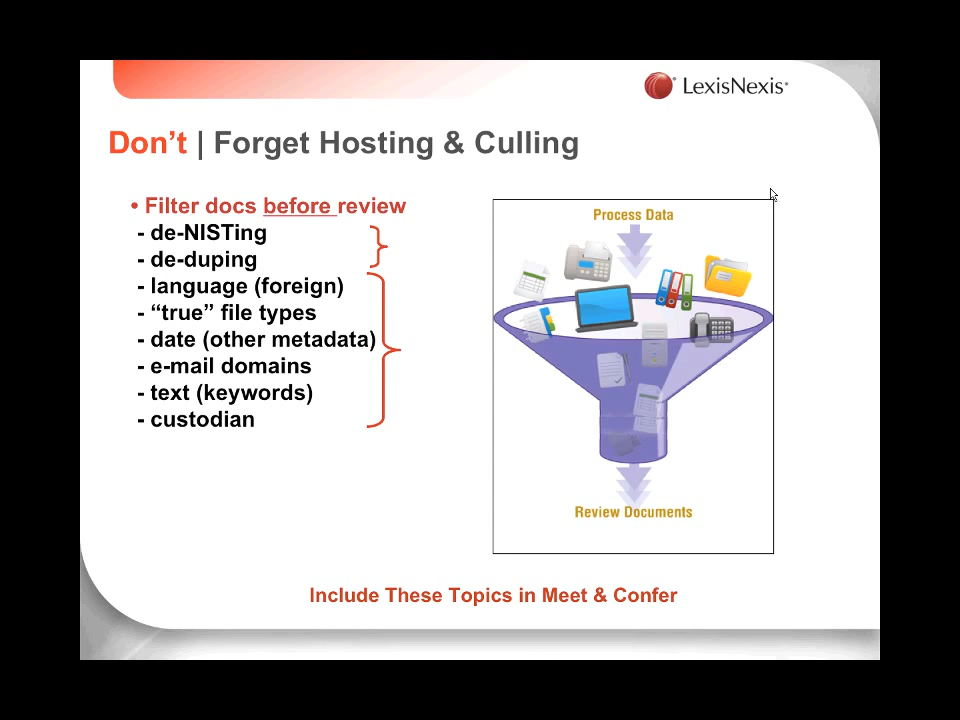 LexisNexis®
Don’t | Forget Hosting & Culling
• Filter docs before review
- de-NISTing
- de-duping
- language (foreign)
- “true” file types
- date (other metadata)
- e-mail domains
- text (keywords)
- custodian
Process Data
Review Documents
Include These Topics in Meet & Confer